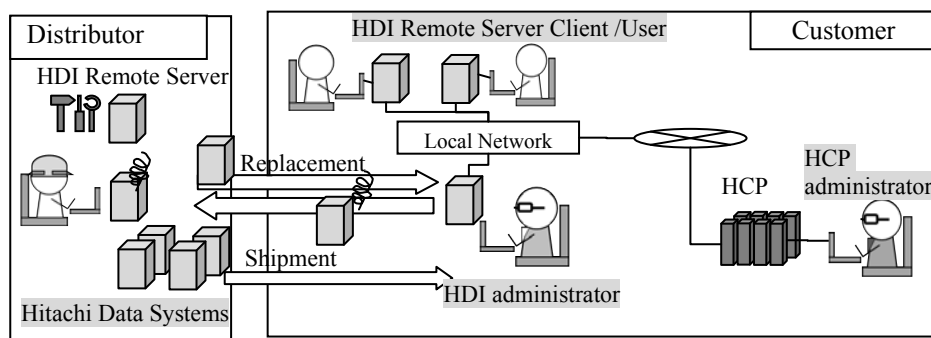 Distributor
HDI Remote Server
Replacement
Shipment
Hitachi Data Systems
HDI Remote Server Client /User
Customer
Local Network
HCP
HCP
administrator
HDI administrator